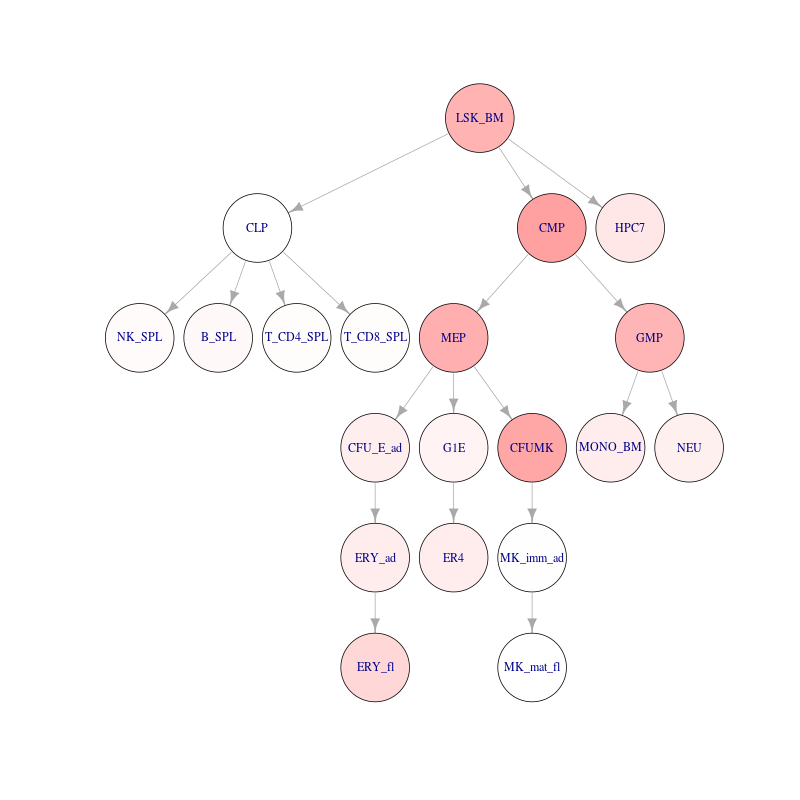 LSK_BM
CLP
CMP
HPC7
NK_SPL
B_SPL
T_CD4_SPL
T_CD8_SPL
MEP
GMP
CFU_E_ad
G1E
CFUMK
MONO_BM
NEU
ERY_ad
ER4
MK_imm_ad
ERY_fl
MK_mat_fl